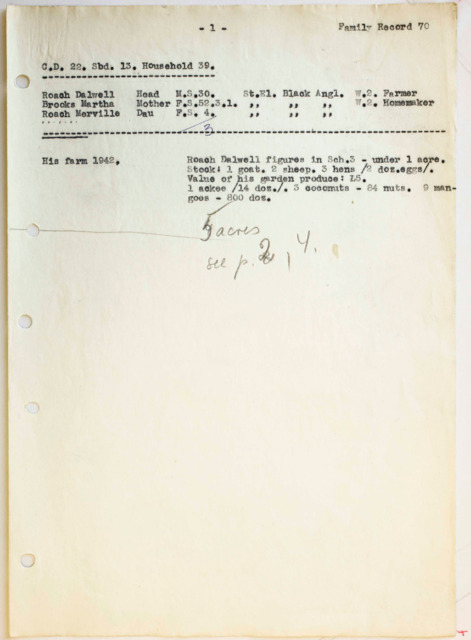 - 1 -
Family Record 70
C.D. 22. Sbd. 13. Household 39.
Roach Dalwell Head M.S.30. St.El. Black Angl. W.2. Farmer
Brocks Martha Mother F.S.52.3.1. ,, ,, ,, W.2. Homemaker
Roach Merville Dau F.S. 4. ,, ,, ,,
3
His farm 1942. Roach Dalwell figures in Sch.3 - under 1 acre.
Stock: 1 goat. 2 sheep. 3 hens /2 doz.eggs/.
Value of his garden produce: £6.
1 ackee /14 doz./. 3 coconuts - 84 nuts. 9 man-
goes - 800 doz.
5 acres
see p. 2, 4.